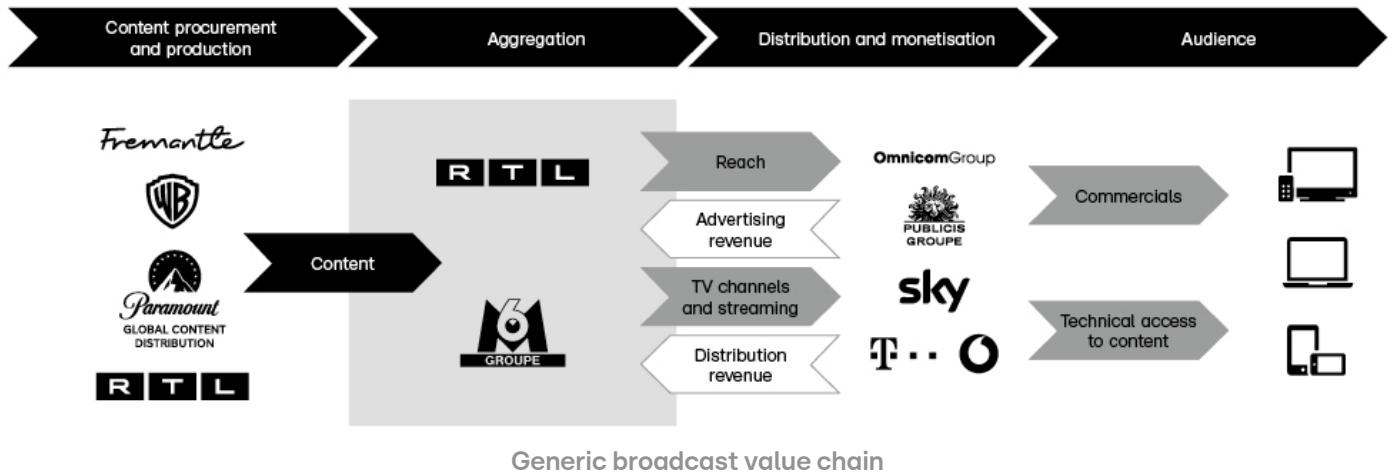 Content procurement
and production
Aggregation
Distribution and monetisation
Audience
Fremantle
WB
Paramount
GLOBAL CONTENT
DISTRIBUTION
RTL
Content
RTL
M6
GROUPE
Reach
Advertising
revenue
TV channels
and streaming
Distribution
revenue
OmnicomGroup
PUBLICIS
GROUPE
sky
T
Commercials
Technical access
to content
Generic broadcast value chain